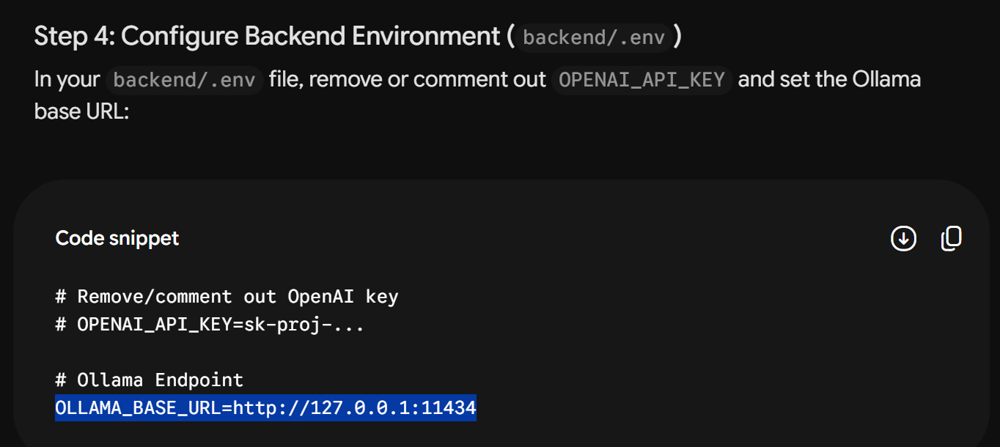 Step 4: Configure Backend Environment (backend/.env)
In your backend/.env file, remove or comment out OPENAI_API_KEY and set the Ollama
base URL:
Code snippet
# Remove/comment out OpenAI key
# OPENAI_API_KEY=sk-proj-...
# Ollama Endpoint
OLLAMA_BASE_URL=http://127.0.0.1:11434